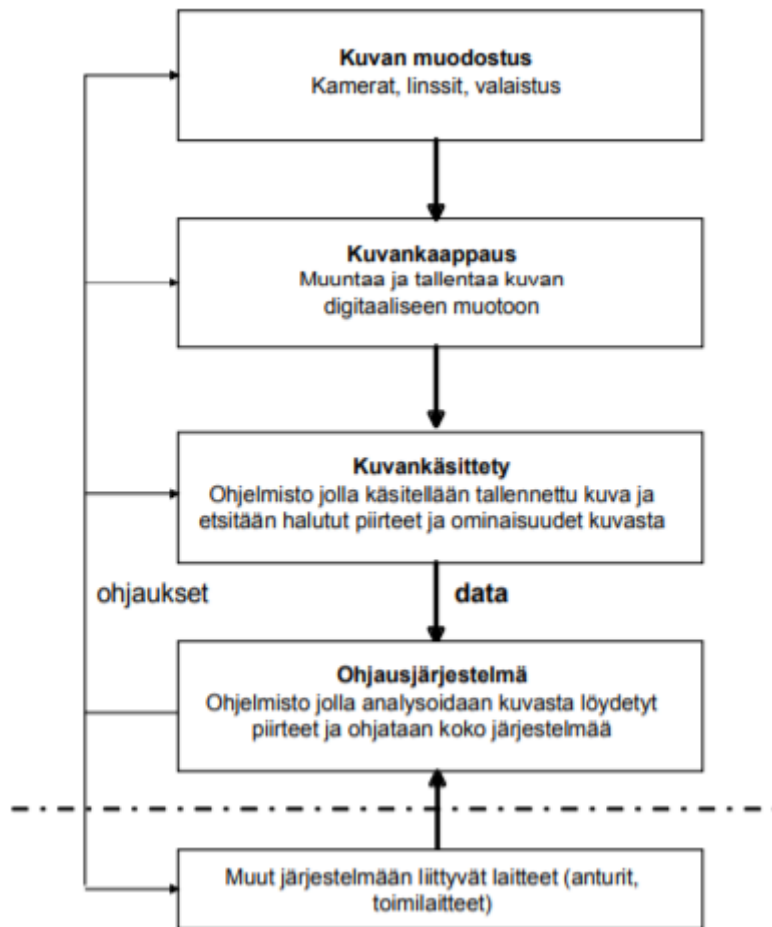 Kuvan muodostus
Kamerat, linssit, valaistus
Kuvankaappaus
Muuntaa ja tallentaa kuvan
digitaaliseen muotoon
Kuvankäsittety
Ohjelmisto jolla käsitellään tallennettu kuva ja
etsitään halutut piirteet ja ominaisuudet kuvasta
ohjaukset
data
Ohjausjärjestelmä
Ohjelmisto jolla analysoidaan kuvasta löydetyt
piirteet ja ohjataan koko järjestelmää
Muut järjestelmään liittyvät laitteet (anturit,
toimilaitteet)